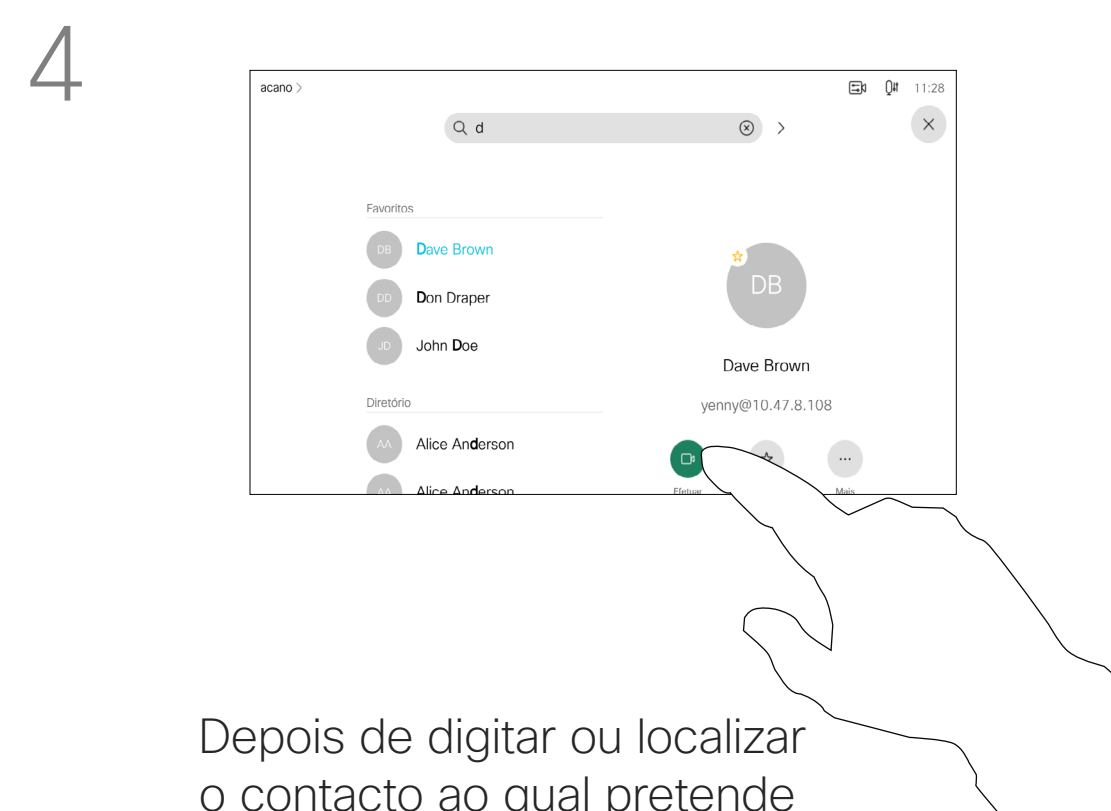 4
acano >
11:28
d
Favoritos
DB Dave Brown
DD Don Draper
JD John Doe
Diretório
AA Alice Anderson
AA Alice Anderson
DB
Dave Brown
yenny@10.47.8.108
Efetuar
Mais
Depois de digitar ou localizar
o contacto ao qual pretende